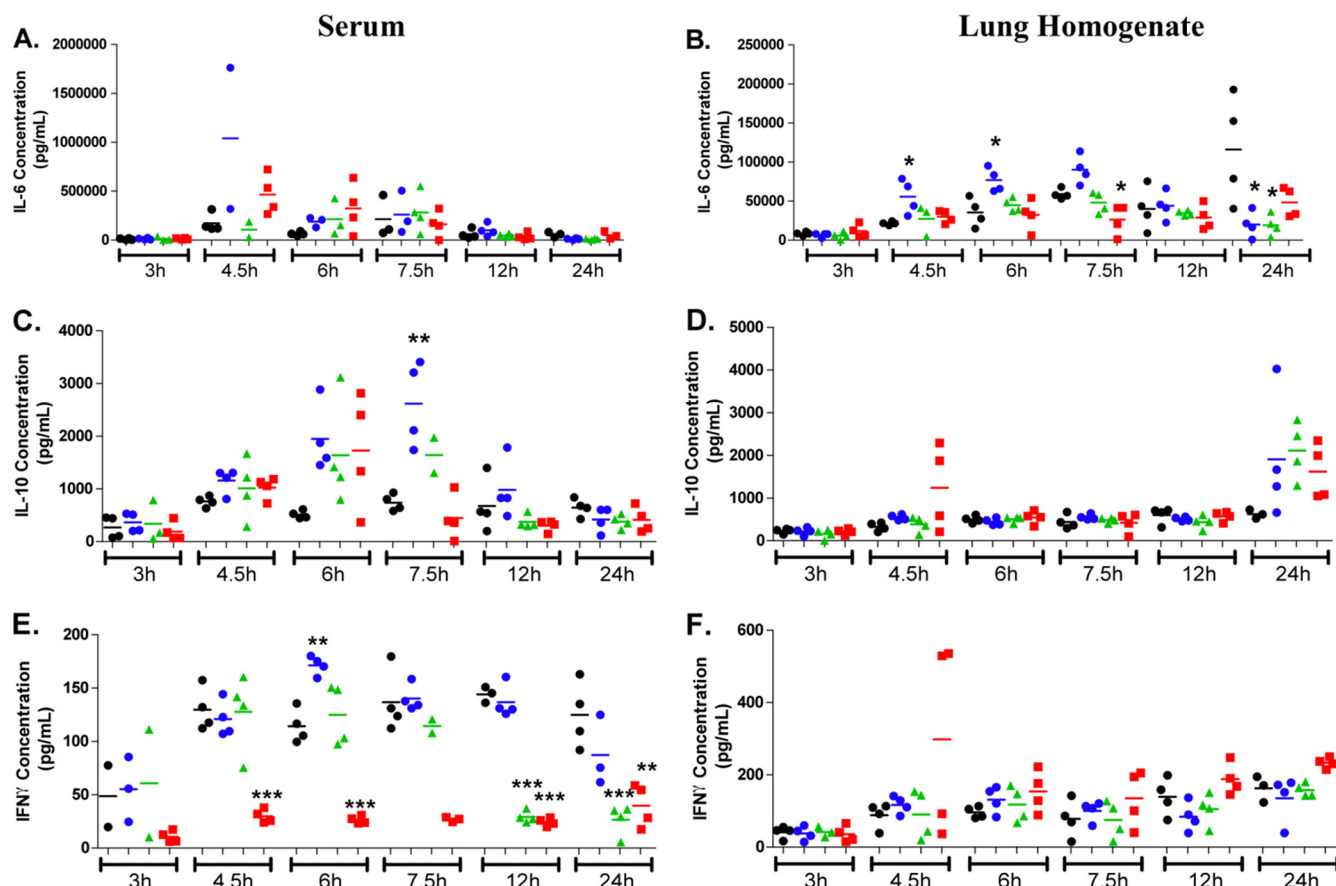 Serum
Lung Homogenate
A.
IL-6 Concentration
(pg/mL)
2000000
1500000
1000000
500000
0
3h 4.5h 6h 7.5h 12h 24h
B.
IL-6 Concentration
(pg/mL)
250000
200000
150000
100000
50000
0
* * * * *
3h 4.5h 6h 7.5h 12h 24h
C.
IL-10 Concentration
(pg/mL)
4000
3000
2000
1000
0
**
3h 4.5h 6h 7.5h 12h 24h
D.
IL-10 Concentration
(pg/mL)
5000
4000
3000
2000
1000
0
3h 4.5h 6h 7.5h 12h 24h
E.
IFNγ Concentration
(pg/mL)
200
150
100
50
0
*** ** *** *** *** *** **
3h 4.5h 6h 7.5h 12h 24h
F.
IFNγ Concentration
(pg/mL)
600
400
200
0
3h 4.5h 6h 7.5h 12h 24h